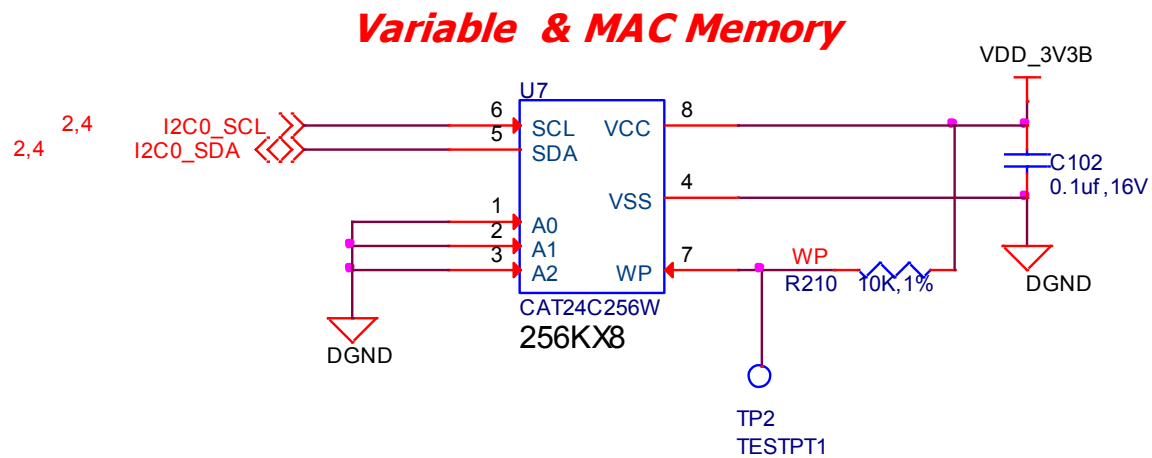 Variable & MAC Memory
VDD_3V3B
U7
2,4 I2C0_SCL 6 SCL VCC 8
2,4 I2C0_SDA 5 SDA
C102
0.1uf,16V
VSS 4
1 A0
2 A1
3 A2 WP 7 WP
R210 10K,1%
DGND
CAT24C256W
256KX8
DGND
TP2
TESTPT1